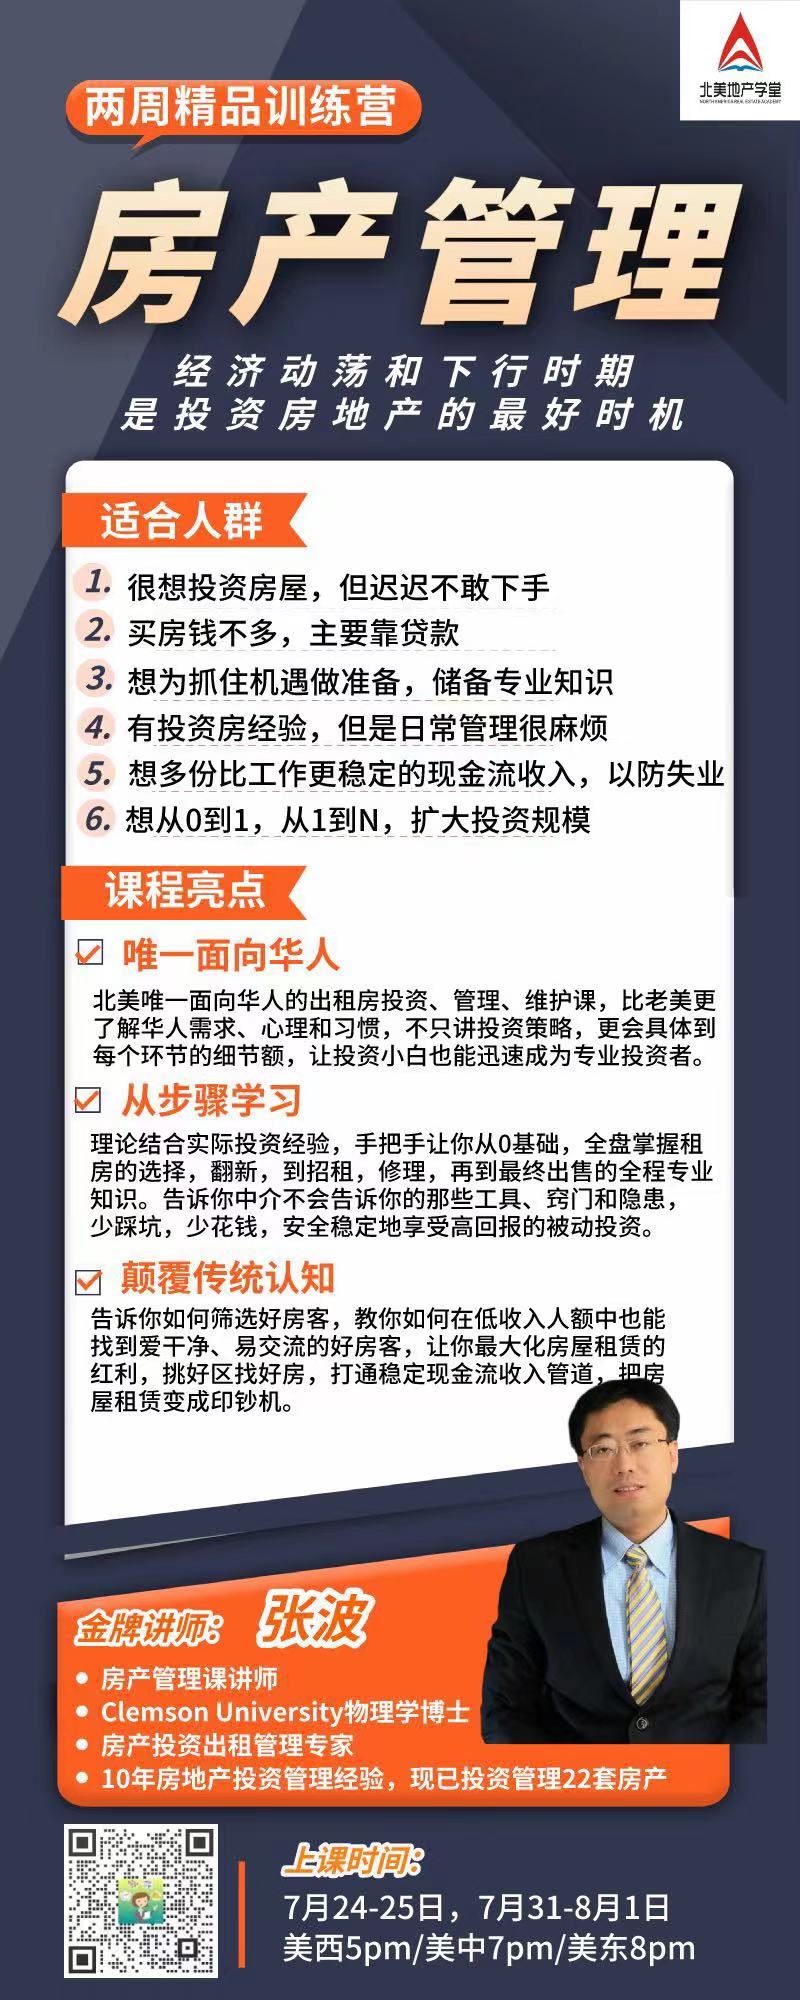 北美地产学堂
NORTH AMERICA REAL ESTATE ACADEMY
两周精品训练营
房产管理
经济动荡和下行时期
是投资房地产的最好时机
适合人群
1. 很想投资房屋，但迟迟不敢下手
2. 买房钱不多，主要靠贷款
3. 想为抓住机遇做准备，储备专业知识
4. 有投资房经验，但是日常管理很麻烦
5. 想多份比工作更稳定的现金流收入，以防失业
6. 想从0到1，从1到N，扩大投资规模
课程亮点
唯一面向华人
北美唯一面向华人的出租房投资、管理、维护课，比老美更
了解华人需求、心理和习惯，不只讲投资策略，更会具体到
每个环节的细节额，让投资小白也能迅速成为专业投资者。
从步骤学习
理论结合实际投资经验，手把手让你从0基础，全盘掌握租
房的选择，翻新，到招租，修理，再到最终出售的全程专业
知识。告诉你中介不会告诉你的那些工具、窍门和隐患，
少踩坑，少花钱，安全稳定地享受高回报的被动投资。
颠覆传统认知
告诉你如何筛选好房客，教你如何在低收入人额中也能
找到爱干净、易交流的好房客，让你最大化房屋租赁的
红利，挑好区找好房，打通稳定现金流收入管道，把房
屋租赁变成印钞机。
金牌讲师：张波
房产管理课讲师
Clemson University物理学博士
房产投资出租管理专家
10年房地产投资管理经验，现已投资管理22套房产
上课时间：
7月24-25日，7月31-8月1日
美西5pm/美中7pm/美东8pm